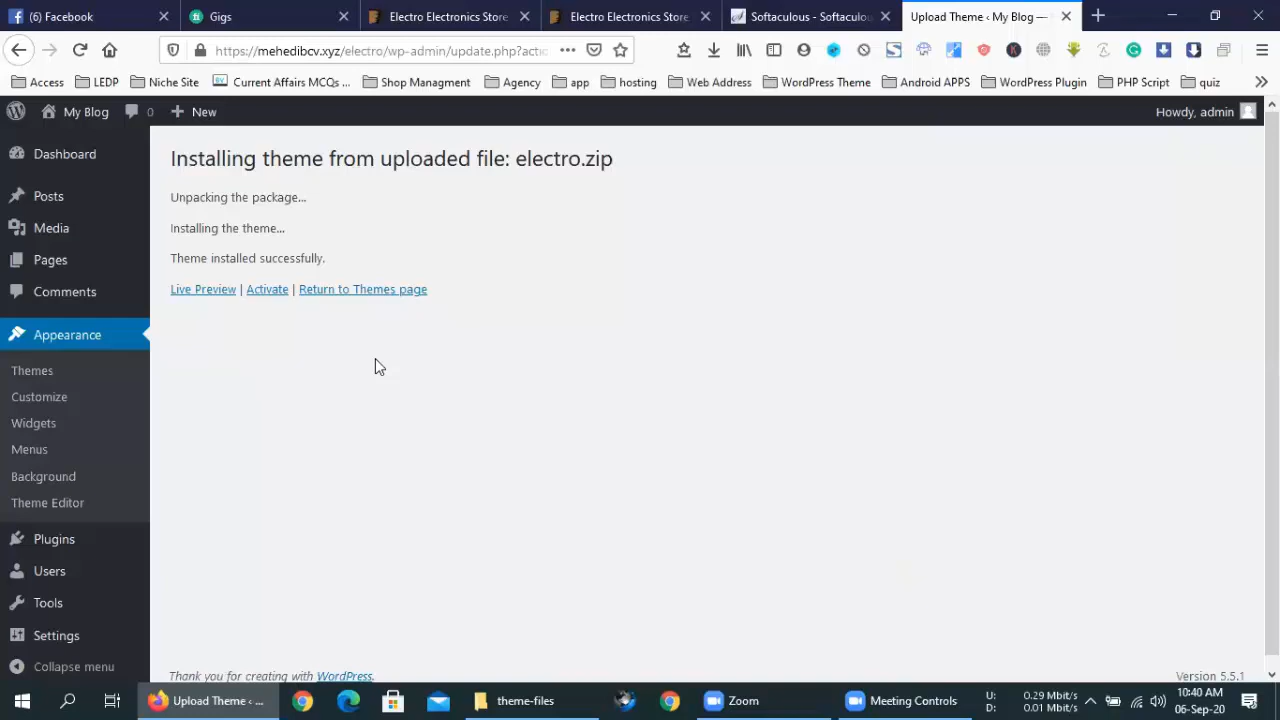 (6) Facebook
Gigs
Electro Electronics Store
Electro Electronics Store
Softaculous - Softaculou
Upload Theme ‹ My Blog —
https://mehedibcv.xyz/electro/wp-admin/update.php?actio
Access
LEDP
Niche Site
Current Affairs MCQs ...
Shop Managment
Agency
app
hosting
Web Address
WordPress Theme
Android APPS
WordPress Plugin
PHP Script
quiz
My Blog
0
New
Howdy, admin
Dashboard
Posts
Media
Pages
Comments
Appearance
Themes
Customize
Widgets
Menus
Background
Theme Editor
Plugins
Users
Tools
Settings
Collapse menu
Installing theme from uploaded file: electro.zip
Unpacking the package...
Installing the theme...
Theme installed successfully.
Live Preview | Activate | Return to Themes page
Thank you for creating with WordPress.
Version 5.5.1
Upload Theme ‹ ...
theme-files
Zoom
Meeting Controls
U: 0.29 Mbit/s
D: 0.01 Mbit/s
10:40 AM
06-Sep-20